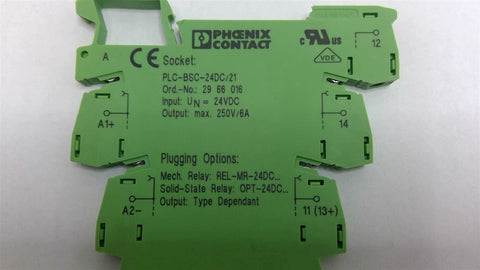 PHŒNIX
CONTACT
c UL us
VDE
12
A
CE Socket:
PLC-BSC-24DC/21
Ord.-No.: 29 66 016
Input: UN = 24VDC
Output: max. 250V/6A
A1+
14
Plugging Options:
Mech. Relay: REL-MR-24DC...
Solid-State Relay: OPT-24DC...
Output: Type Dependant
A2-
11 (13+)